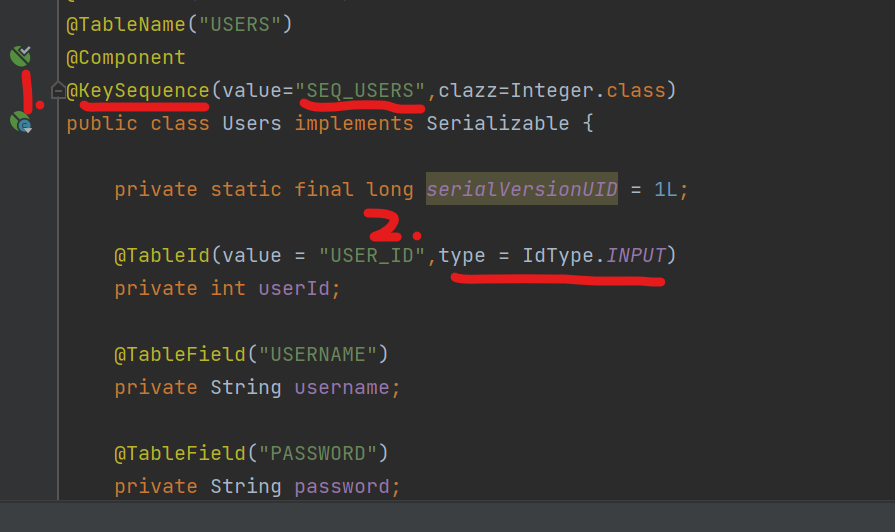 @TableName("USERS")
@Component
1.
@KeySequence(value="SEQ_USERS",clazz=Integer.class)
public class Users implements Serializable {
private static final long serialVersionUID = 1L;
2.
@TableId(value = "USER_ID",type = IdType.INPUT)
private int userId;
@TableField("USERNAME")
private String username;
@TableField("PASSWORD")
private String password;